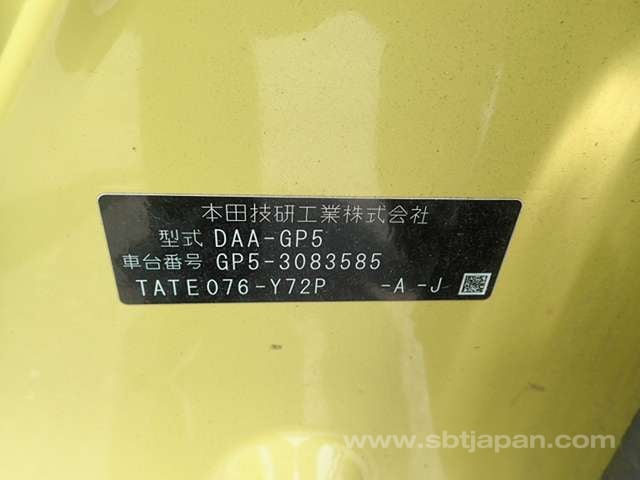 本田技研工業株式会社
型式 DAA-GP5
車台番号 GP5-3083585
TATE076-Y72P -A -J
www.sbtjapan.com